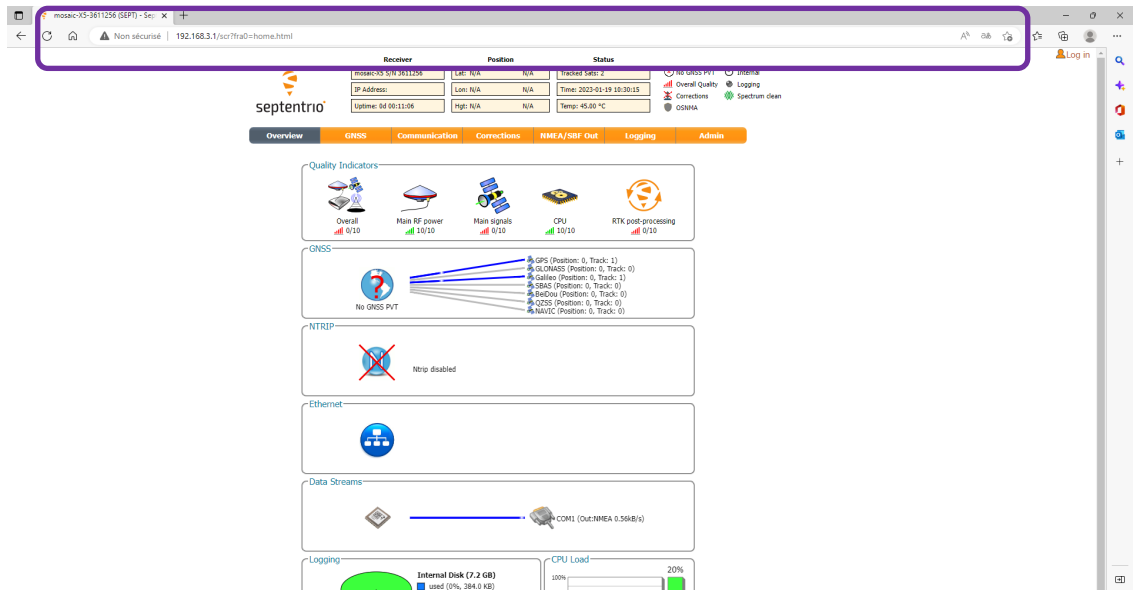 mosaic-X5-3611256 (SEPT) - Sep
Non sécurisé | 192.168.3.1/scr?fra0=home.html
Log in
Receiver Position Status
mosaic-X5 S/N 3611256 Lat: N/A N/A Tracked Sats: 2 No GNSS PVT Internal
IP Address: Lon: N/A N/A Time: 2023-01-19 10:30:15 Overall Quality Logging
Corrections Spectrum clean
septentrio Uptime: 0d 00:11:06 Hgt: N/A N/A Temp: 45.00 °C OSNMA
Overview GNSS Communication Corrections NMEA/SBF Out Logging Admin
Quality Indicators
Overall Main RF power Main signals CPU RTK post-processing
0/10 10/10 0/10 10/10 0/10
GNSS
GPS (Position: 0, Track: 1)
GLONASS (Position: 0, Track: 0)
Galileo (Position: 0, Track: 1)
SBAS (Position: 0, Track: 0)
BeiDou (Position: 0, Track: 0)
QZSS (Position: 0, Track: 0)
NAVIC (Position: 0, Track: 0)
No GNSS PVT
NTRIP
Ntrip disabled
Ethernet
Data Streams
COM1 (Out:NMEA 0.56kB/s)
Logging
Internal Disk (7.2 GB)
used (0%, 384.0 KB)
CPU Load
20%
100%